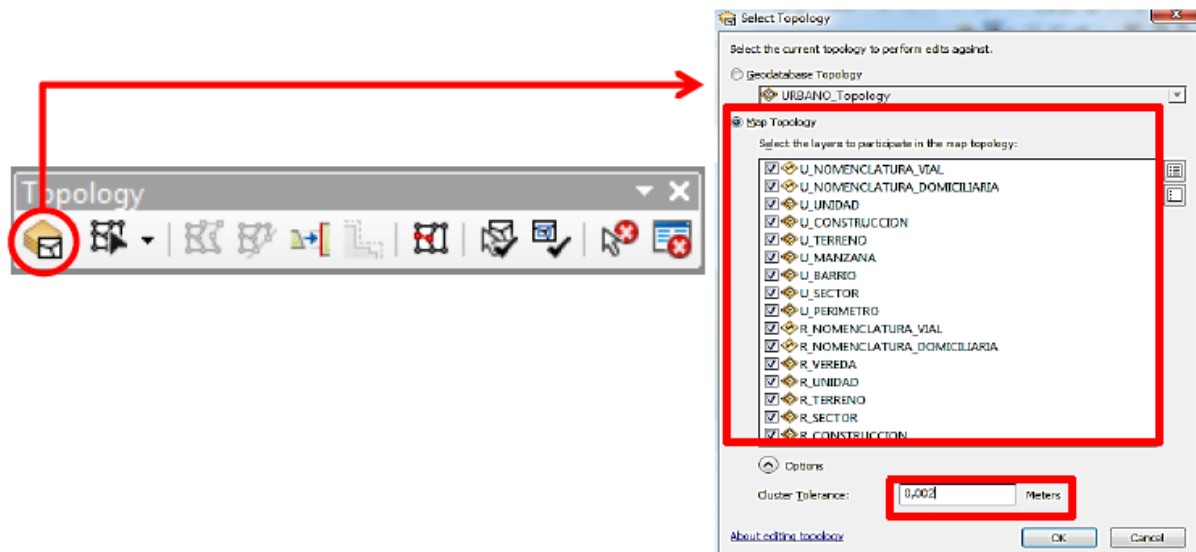 Select Topology
Select the current topology to perform edits against.
Geodatabase Topology
URBANO_Topology
Map Topology
Select the layers to participate in the map topology:
U_NOMENCLATURA_VIAL
U_NOMENCLATURA_DOMICILIARIA
U_UNIDAD
U_CONSTRUCCION
U_TERRENO
U_MANZANA
U_BARRIO
U_SECTOR
U_PERIMETRO
R_NOMENCLATURA_VIAL
R_NOMENCLATURA_DOMICILIARIA
R_VEREDA
R_UNIDAD
R_TERRENO
R_SECTOR
R_CONSTRUCCION
Options
Cluster Tolerance: 0,002 Meters
About editing topology OK Cancel
Topology